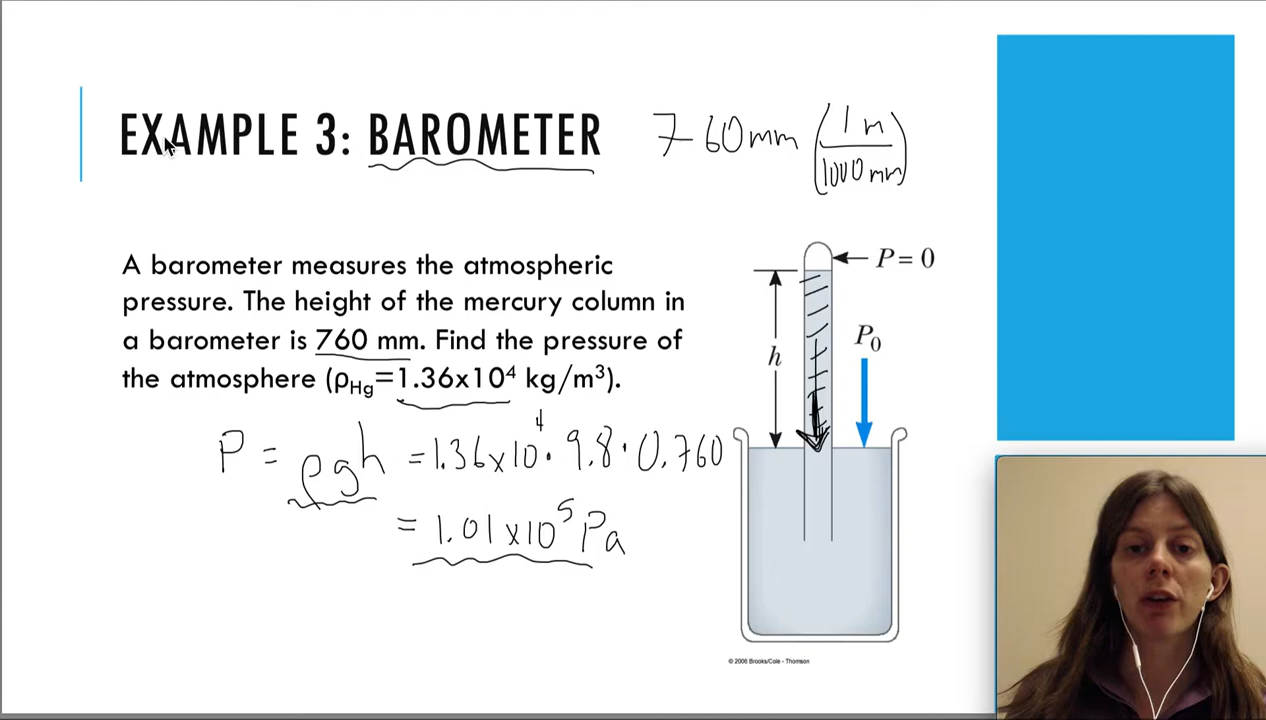 EXAMPLE 3: BAROMETER
760mm (1m/1000mm)
A barometer measures the atmospheric
pressure. The height of the mercury column in
a barometer is 760 mm. Find the pressure of
the atmosphere (ρHg=1.36x10⁴ kg/m³).
P = ρgh = 1.36x10⁴ · 9.8 · 0.760
= 1.01x10⁵ Pa
P = 0
P₀
h
© 2006 Brooks/Cole - Thomson